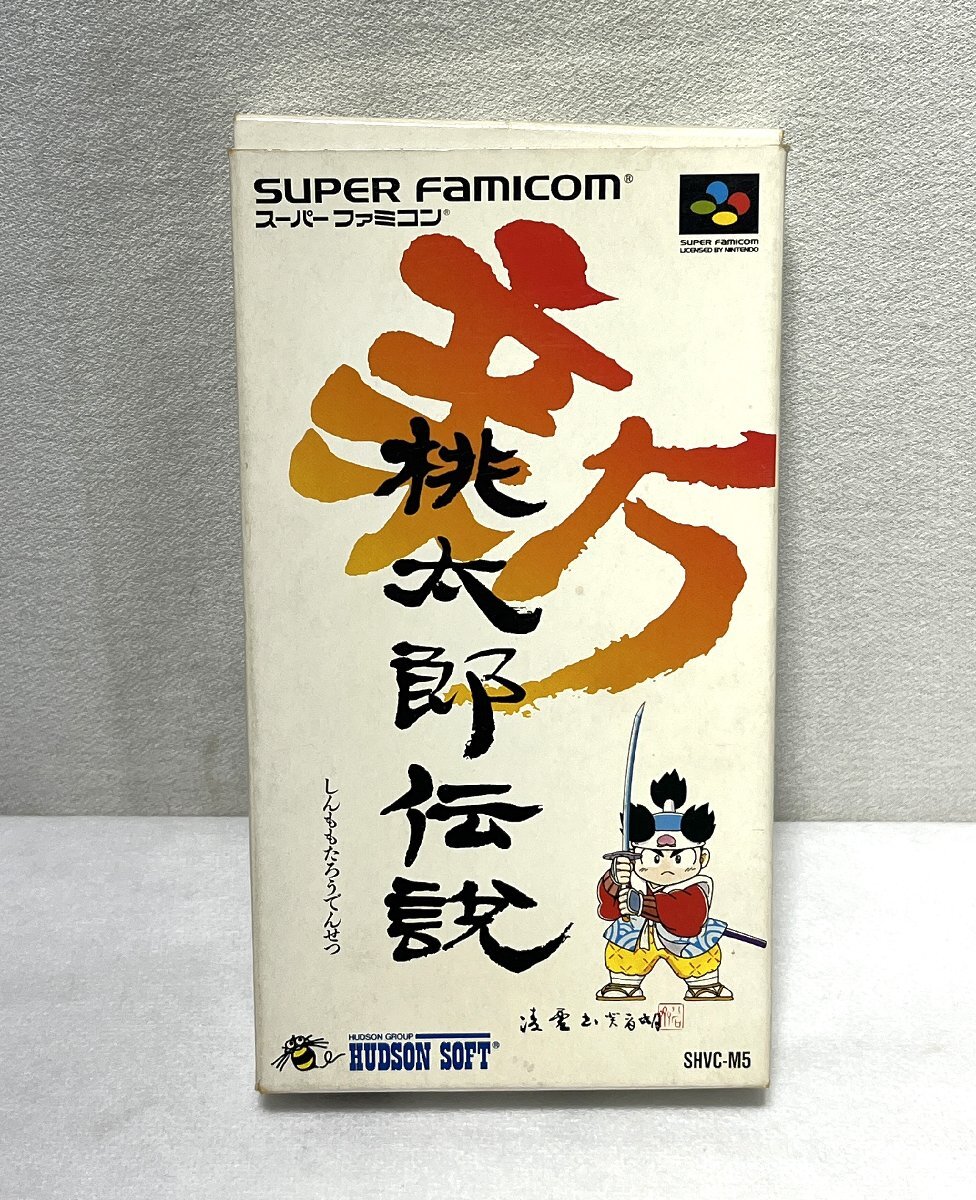 SUPER FAMICOM®
スーパーファミコン®
SUPER FAMICOM
LICENSED BY NINTENDO
新
桃太郎伝説
しんももたろうでんせつ
HUDSON GROUP
HUDSON SOFT®
SHVC-M5